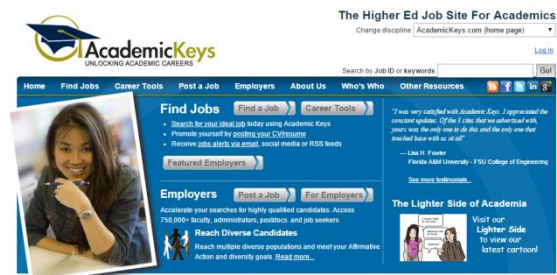 The Higher Ed Job Site For Academics
Change discipline AcademicKeys.com (home page)
AcademicKeys
UNLOCKING ACADEMIC CAREERS
Log In
Search by Job ID or keywords Go!
Home Find Jobs Career Tools Post a Job Employers About Us Who's Who Other Resources
Find Jobs Find a Job Career Tools
Search for your ideal job today using Academic Keys
Promote yourself by posting your CV/resume
Receive jobs alerts via email, social media or RSS feeds
Featured Employers
Employers Post a Job For Employers
Accelerate your searches for highly qualified candidates. Access
750,000+ faculty, administrators, postdocs, and job seekers.
Reach Diverse Candidates
Reach multiple diverse populations and meet your Affirmative
Action and diversity goals. Read more...
"I was very satisfied with Academic Keys. I appreciated the
constant updates. Of the 3 sites that we advertised with,
yours was the only one to do this and the only one that
touched base with us at all"
— Lisa H. Fowler
Florida A&M University - FSU College of Engineering
See more testimonials...
The Lighter Side of Academia
Visit our
Lighter Side
to view our
latest cartoon!